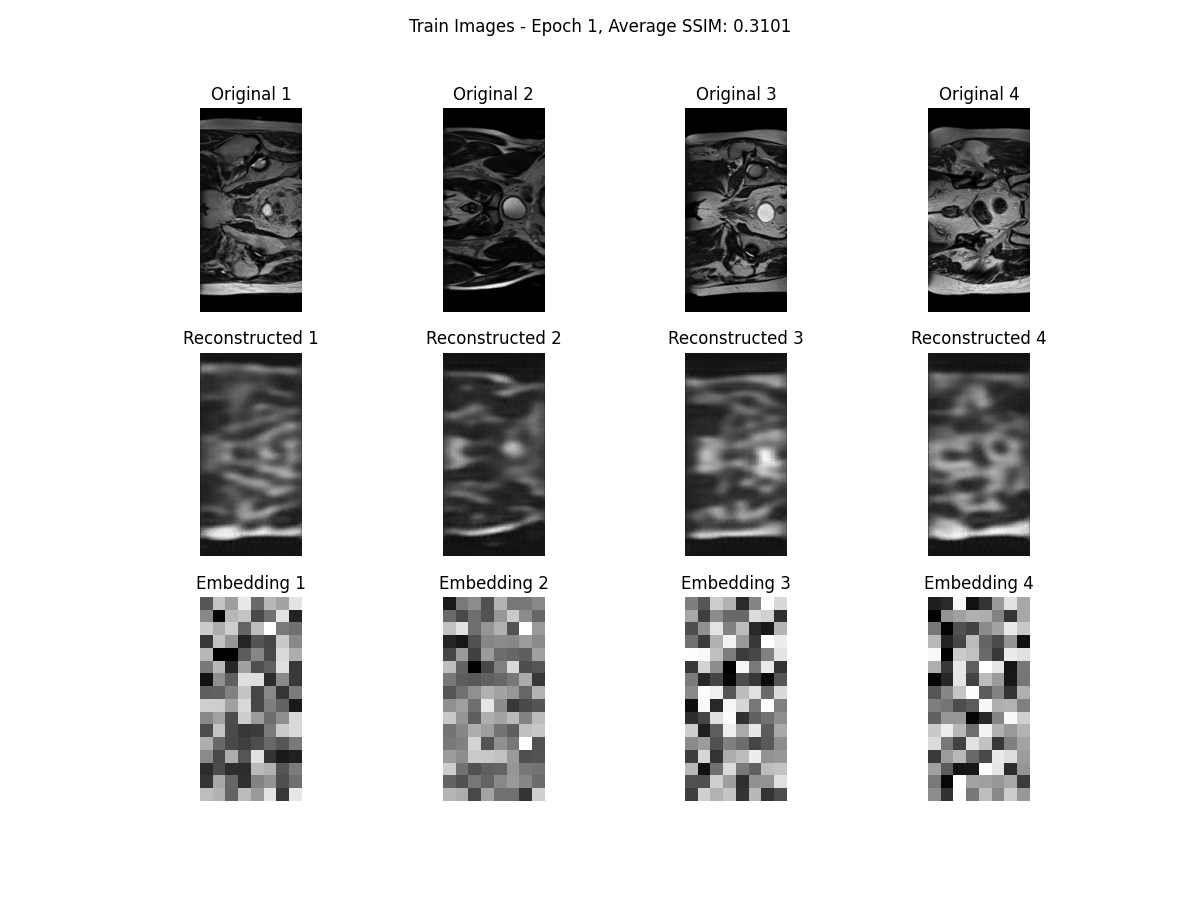 Train Images - Epoch 1, Average SSIM: 0.3101
Original 1
Original 2
Original 3
Original 4
Reconstructed 1
Reconstructed 2
Reconstructed 3
Reconstructed 4
Embedding 1
Embedding 2
Embedding 3
Embedding 4